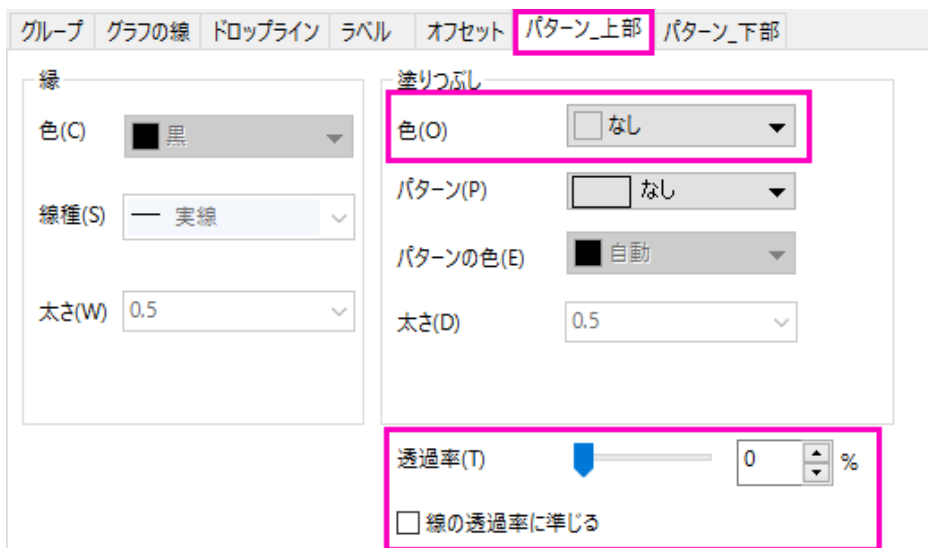 グループ グラフの線 ドロップライン ラベル オフセット パターン_上部 パターン_下部
縁
色(C) 黒
線種(S) 実線
太さ(W) 0.5
塗りつぶし
色(O) なし
パターン(P) なし
パターンの色(E) 自動
太さ(D) 0.5
透過率(T) 0 %
線の透過率に準じる